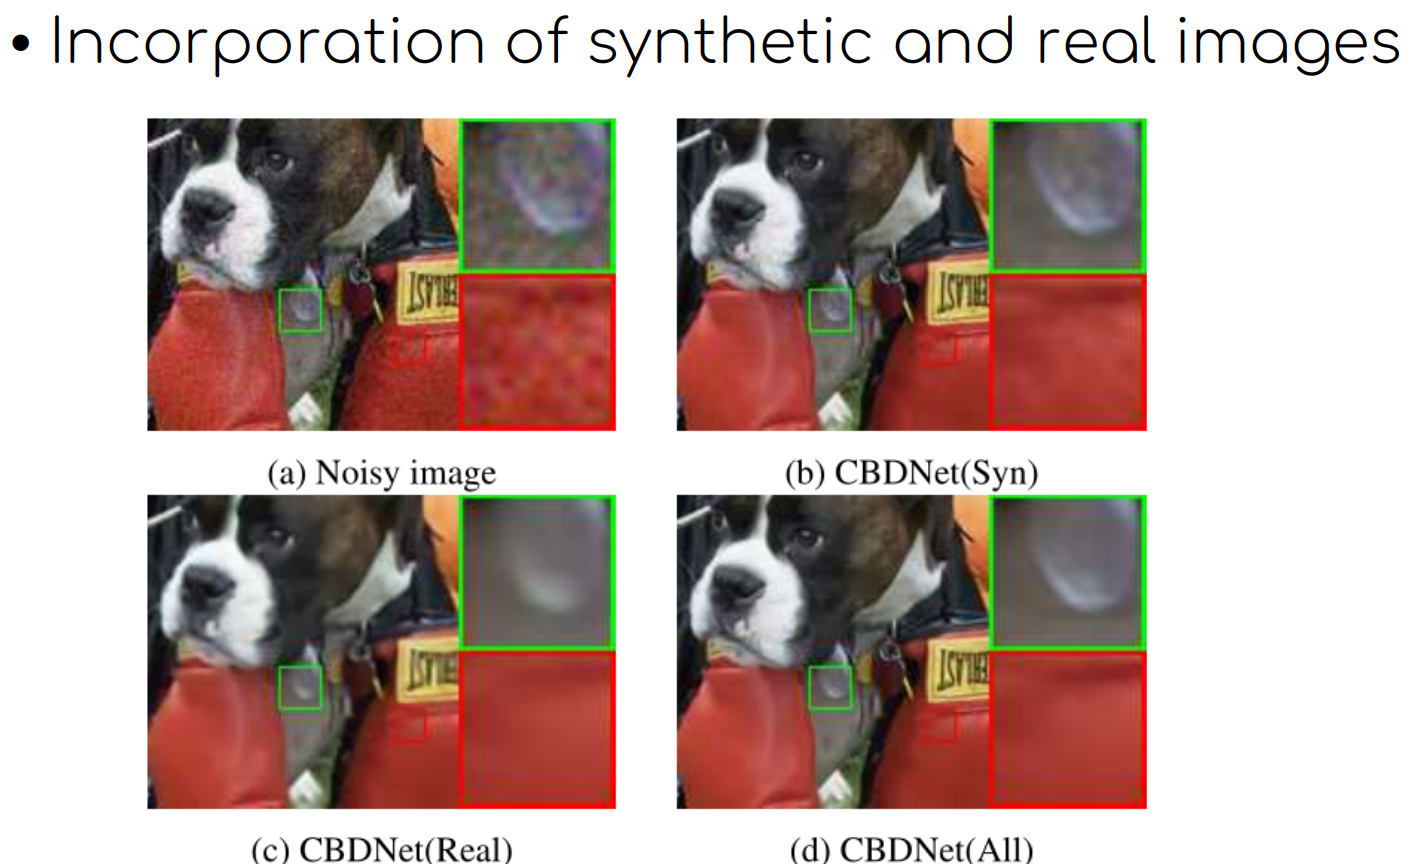 • Incorporation of synthetic and real images
(a) Noisy image
(b) CBDNet(Syn)
(c) CBDNet(Real)
(d) CBDNet(All)